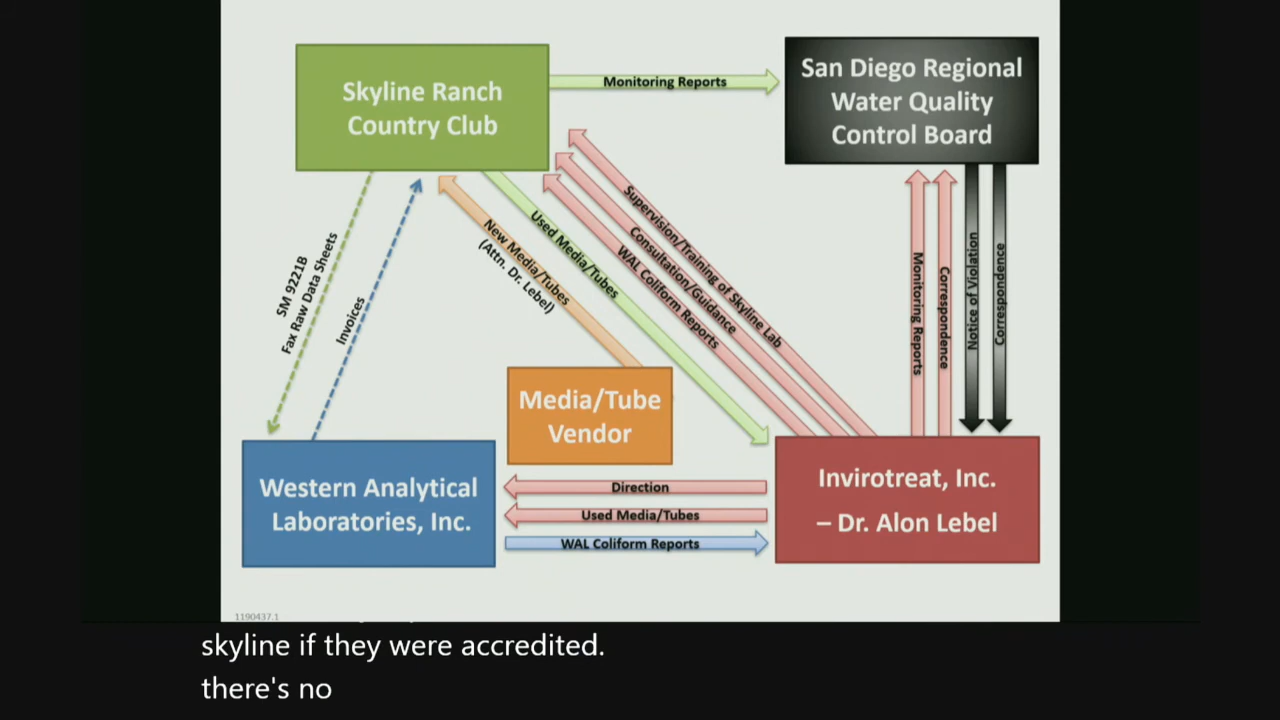 Skyline Ranch
Country Club
Monitoring Reports
San Diego Regional
Water Quality
Control Board
SM 9221B
Fax Raw Data Sheets
Invoices
New Media/Tubes
(Attn. Dr. Lebel)
Used Media/Tubes
Supervision/Training of Skyline Lab
Consultation/Guidance
WAL Coliform Reports
Monitoring Reports
Correspondence
Notice of Violation
Correspondence
Media/Tube
Vendor
Western Analytical
Laboratories, Inc.
Direction
Used Media/Tubes
WAL Coliform Reports
Invirotreat, Inc.
– Dr. Alon Lebel
1190437.1
skyline if they were accredited.
there's no